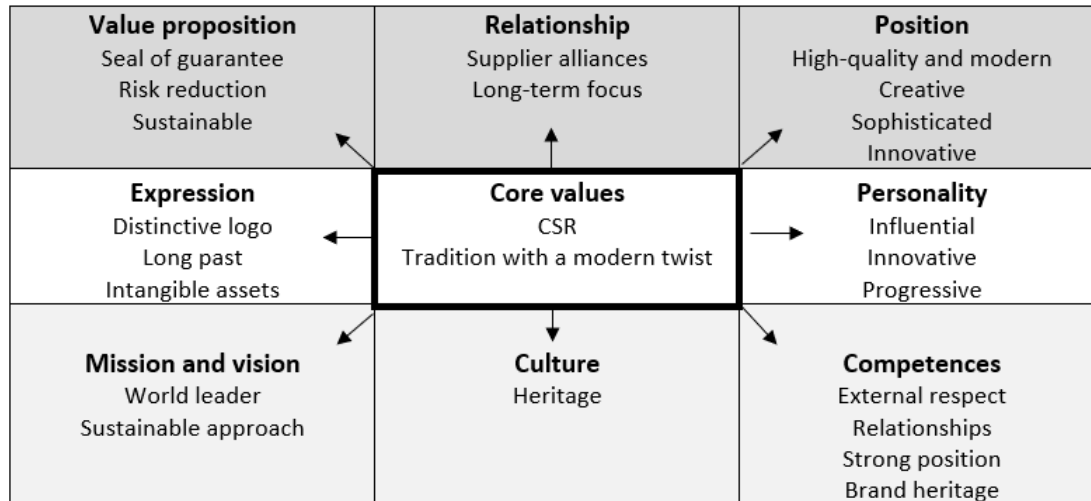 Value proposition
Seal of guarantee
Risk reduction
Sustainable
Relationship
Supplier alliances
Long-term focus
Position
High-quality and modern
Creative
Sophisticated
Innovative
Expression
Distinctive logo
Long past
Intangible assets
Core values
CSR
Tradition with a modern twist
Personality
Influential
Innovative
Progressive
Mission and vision
World leader
Sustainable approach
Culture
Heritage
Competences
External respect
Relationships
Strong position
Brand heritage